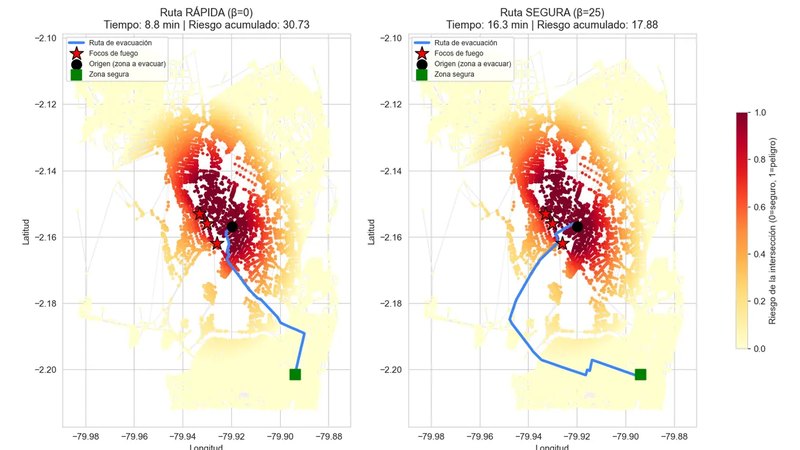 Ruta RÁPIDA (β=0)
Tiempo: 8.8 min | Riesgo acumulado: 30.73
Ruta de evacuación
Focos de fuego
Origen (zona a evacuar)
Zona segura
Latitud
−2.10
−2.12
−2.14
−2.16
−2.18
−2.20
−79.98
−79.96
−79.94
−79.92
−79.90
−79.88
Longitud
Ruta SEGURA (β=25)
Tiempo: 16.3 min | Riesgo acumulado: 17.88
Ruta de evacuación
Focos de fuego
Origen (zona a evacuar)
Zona segura
Latitud
−2.10
−2.12
−2.14
−2.16
−2.18
−2.20
−79.98
−79.96
−79.94
−79.92
−79.90
−79.88
Longitud
1.0
0.8
0.6
0.4
0.2
0.0
Riesgo de la intersección (0=seguro, 1=peligro)